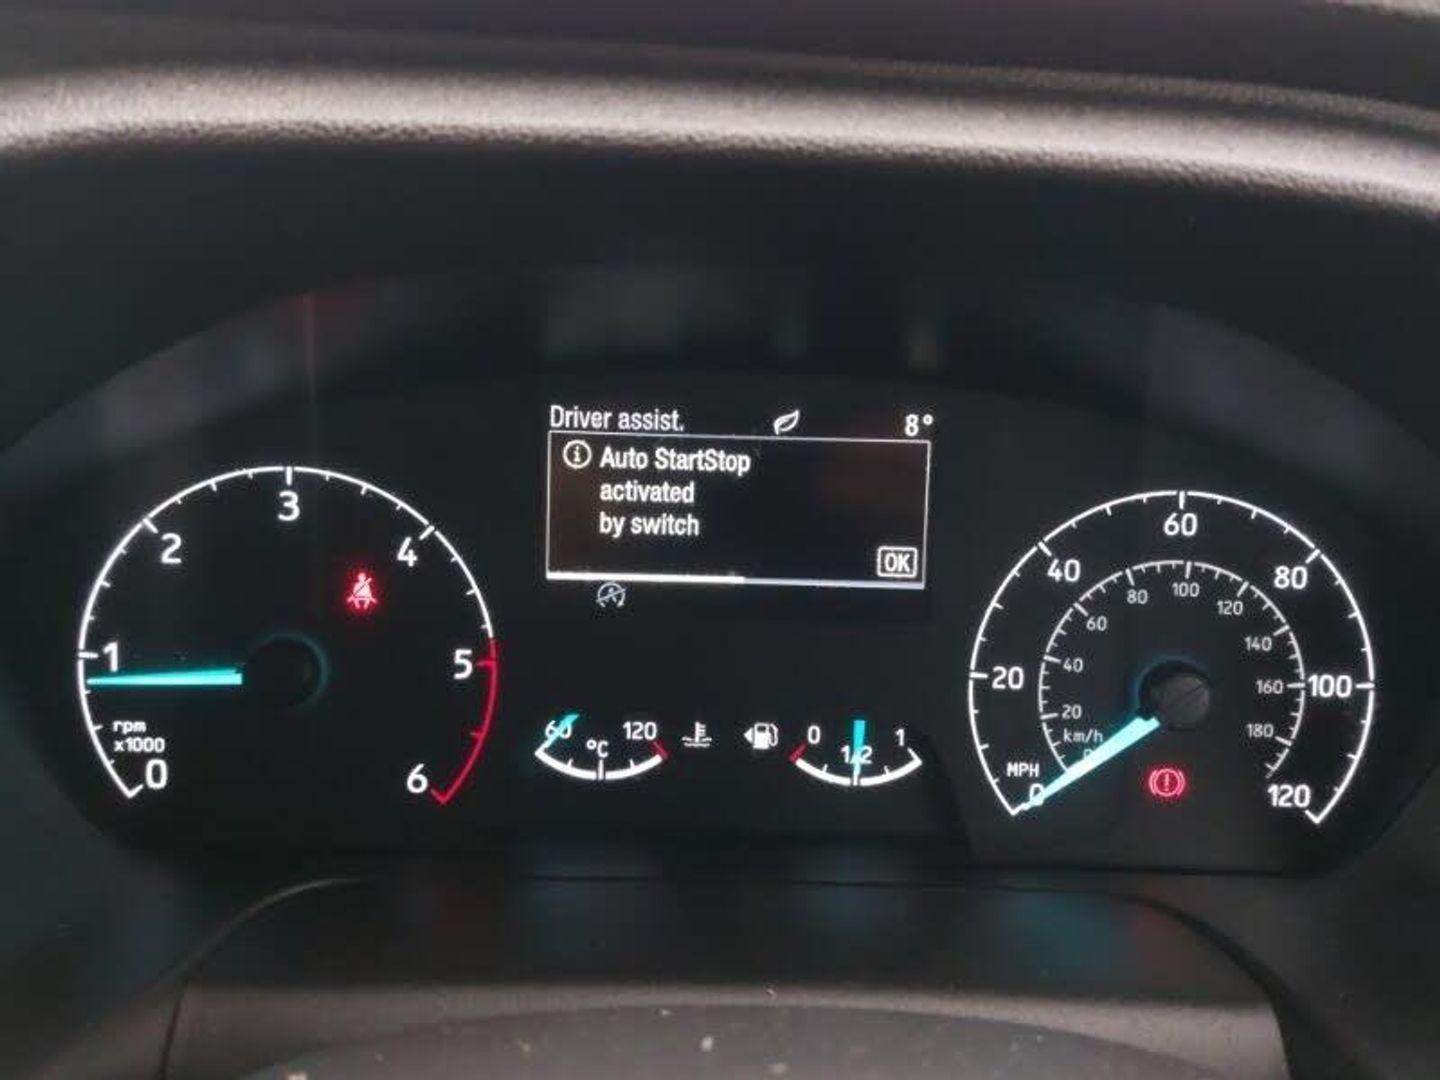 Driver assist. 8°
Auto StartStop
activated
by switch
OK
0 1 2 3 4 5 6
rpm
x1000
60 °C 120
0 1/2 1
0 20 40 60 80 100 120
MPH
0 20 40 60 80 100 120 140 160 180
km/h